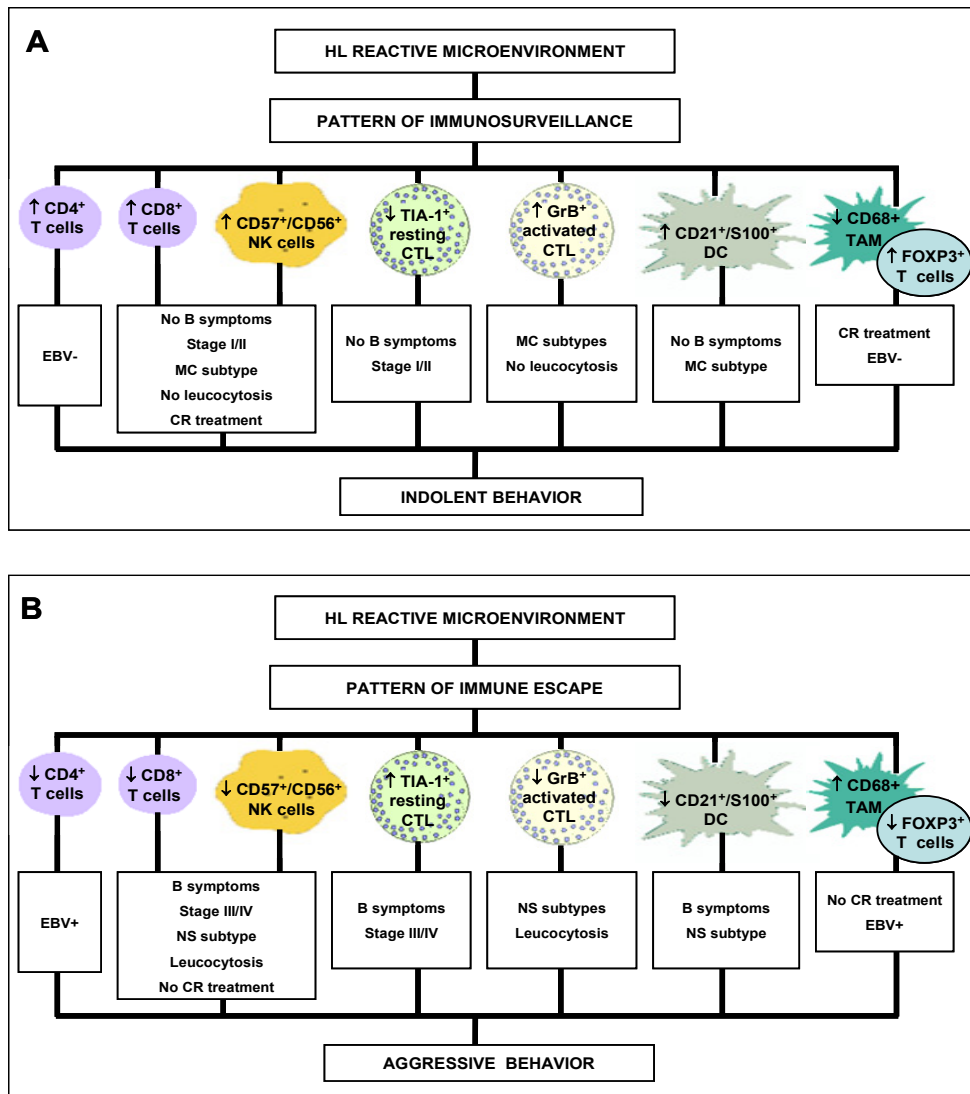 A
HL REACTIVE MICROENVIRONMENT
PATTERN OF IMMUNOSURVEILLANCE
↑ CD4⁺
T cells
↑ CD8⁺
T cells
↑ CD57⁺/CD56⁺
NK cells
↓ TIA-1⁺
resting
CTL
↑ GrB⁺
activated
CTL
↑ CD21⁺/S100⁺
DC
↓ CD68+
TAM
↑ FOXP3⁺
T cells
EBV-
No B symptoms
Stage I/II
MC subtype
No leucocytosis
CR treatment
No B symptoms
Stage I/II
MC subtypes
No leucocytosis
No B symptoms
MC subtype
CR treatment
EBV-
INDOLENT BEHAVIOR
B
HL REACTIVE MICROENVIRONMENT
PATTERN OF IMMUNE ESCAPE
↓ CD4⁺
T cells
↓ CD8⁺
T cells
↓ CD57⁺/CD56⁺
NK cells
↑ TIA-1⁺
resting
CTL
↓ GrB⁺
activated
CTL
↓ CD21⁺/S100⁺
DC
↑ CD68+
TAM
↓ FOXP3⁺
T cells
EBV+
B symptoms
Stage III/IV
NS subtype
Leucocytosis
No CR treatment
B symptoms
Stage III/IV
NS subtypes
Leucocytosis
B symptoms
NS subtype
No CR treatment
EBV+
AGGRESSIVE BEHAVIOR